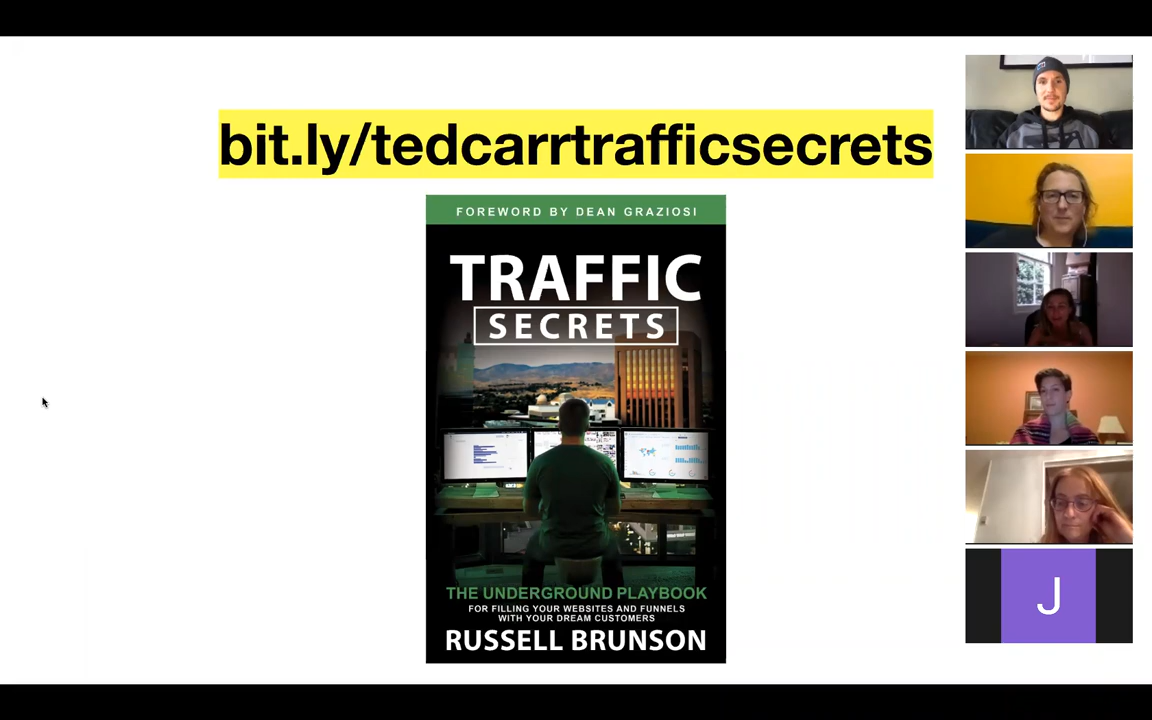 bit.ly/tedcarrtrafficsecrets
FOREWORD BY DEAN GRAZIOSI
TRAFFIC
SECRETS
THE UNDERGROUND PLAYBOOK
FOR FILLING YOUR WEBSITES AND FUNNELS
WITH YOUR DREAM CUSTOMERS
RUSSELL BRUNSON
J